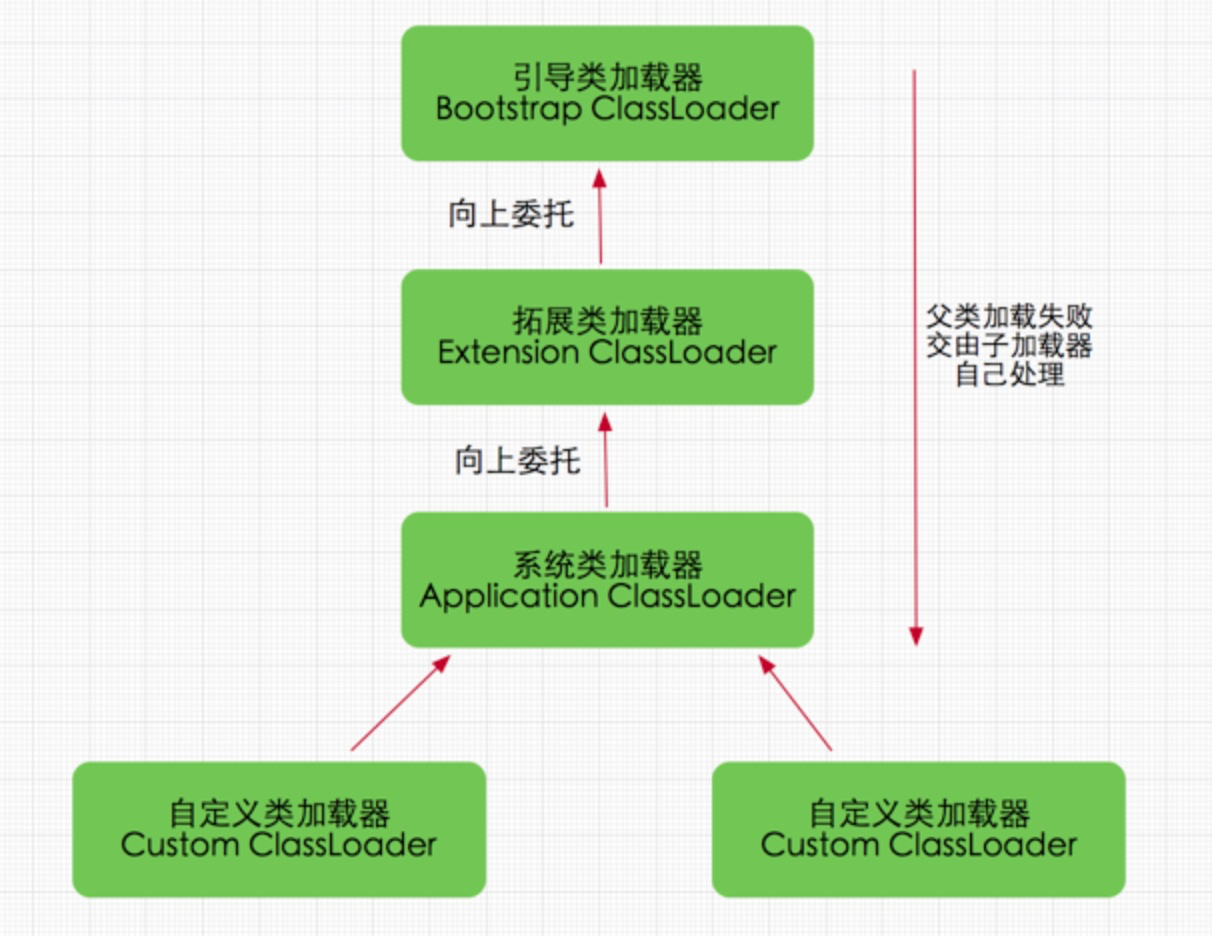 引导类加载器
Bootstrap ClassLoader
向上委托
拓展类加载器
Extension ClassLoader
父类加载失败
交由子加载器
自己处理
向上委托
系统类加载器
Application ClassLoader
自定义类加载器
Custom ClassLoader
自定义类加载器
Custom ClassLoader